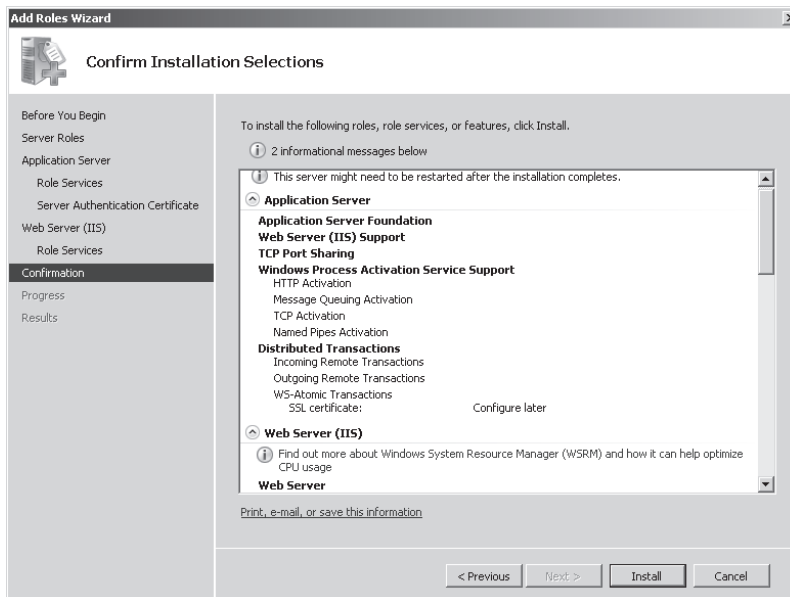 Add Roles Wizard
Confirm Installation Selections
Before You Begin
Server Roles
Application Server
Role Services
Server Authentication Certificate
Web Server (IIS)
Role Services
Confirmation
Progress
Results
To install the following roles, role services, or features, click Install.
2 informational messages below
This server might need to be restarted after the installation completes.
Application Server
Application Server Foundation
Web Server (IIS) Support
TCP Port Sharing
Windows Process Activation Service Support
HTTP Activation
Message Queuing Activation
TCP Activation
Named Pipes Activation
Distributed Transactions
Incoming Remote Transactions
Outgoing Remote Transactions
WS-Atomic Transactions
SSL certificate: Configure later
Web Server (IIS)
Find out more about Windows System Resource Manager (WSRM) and how it can help optimize
CPU usage
Web Server
Print, e-mail, or save this information
< Previous Next > Install Cancel